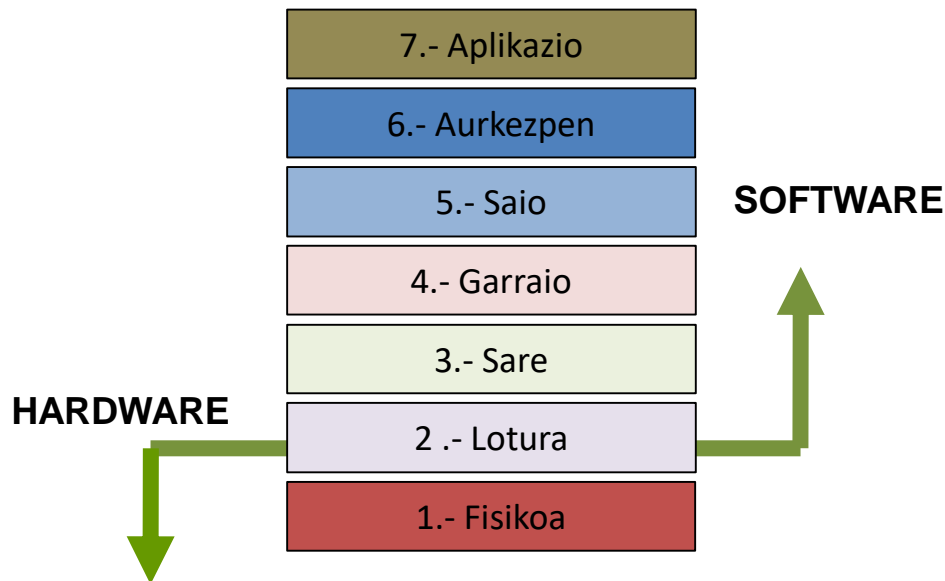 7.- Aplikazio
6.- Aurkezpen
5.- Saio
SOFTWARE
4.- Garraio
3.- Sare
HARDWARE
2 .- Lotura
1.- Fisikoa